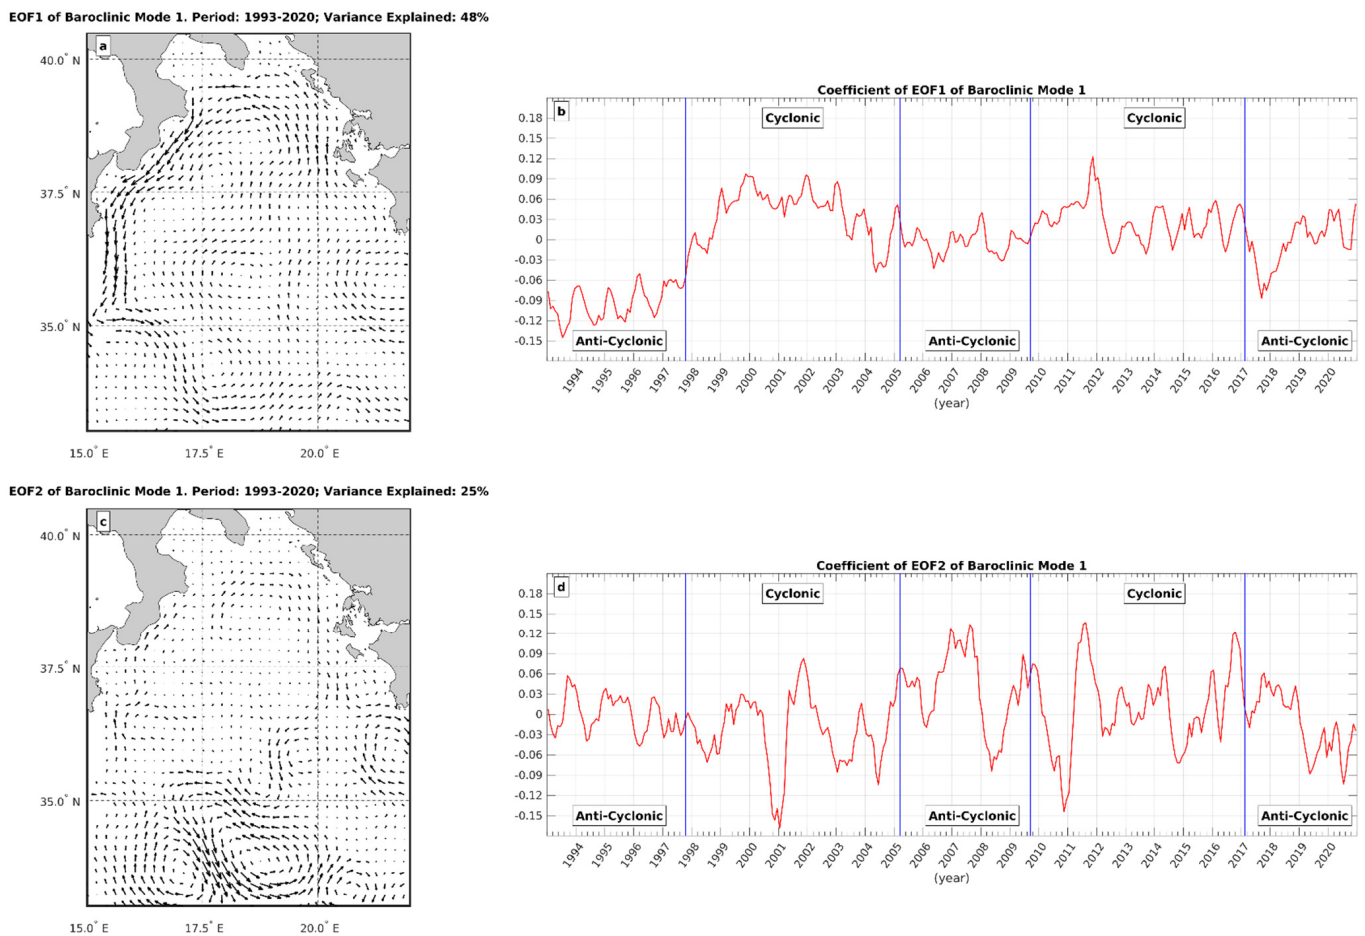 EOF1 of Baroclinic Mode 1. Period: 1993-2020; Variance Explained: 48%
a
40.0° N
37.5° N
35.0° N
15.0° E 17.5° E 20.0° E
Coefficient of EOF1 of Baroclinic Mode 1
b
Cyclonic Cyclonic
0.18
0.15
0.12
0.09
0.06
0.03
0
-0.03
-0.06
-0.09
-0.12
-0.15
Anti-Cyclonic Anti-Cyclonic Anti-Cyclonic
1994 1995 1996 1997 1998 1999 2000 2001 2002 2003 2004 2005 2006 2007 2008 2009 2010 2011 2012 2013 2014 2015 2016 2017 2018 2019 2020
(year)
EOF2 of Baroclinic Mode 1. Period: 1993-2020; Variance Explained: 25%
c
40.0° N
37.5° N
35.0° N
15.0° E 17.5° E 20.0° E
Coefficient of EOF2 of Baroclinic Mode 1
d
Cyclonic Cyclonic
0.18
0.15
0.12
0.09
0.06
0.03
0
-0.03
-0.06
-0.09
-0.12
-0.15
Anti-Cyclonic Anti-Cyclonic Anti-Cyclonic
1994 1995 1996 1997 1998 1999 2000 2001 2002 2003 2004 2005 2006 2007 2008 2009 2010 2011 2012 2013 2014 2015 2016 2017 2018 2019 2020
(year)